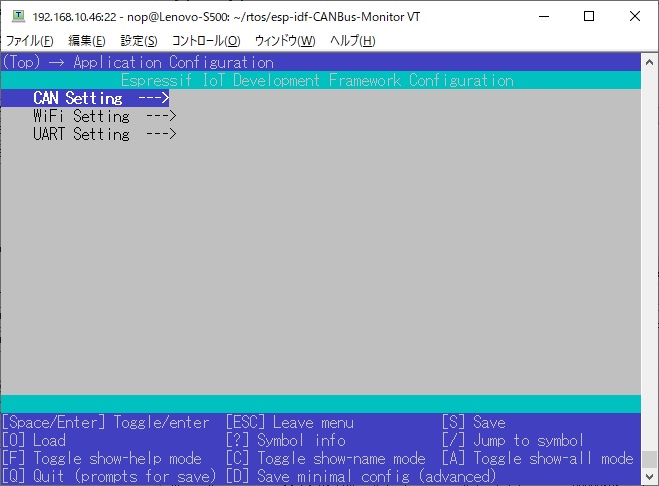 192.168.10.46:22 - nop@Lenovo-S500: ~/rtos/esp-idf-CANBus-Monitor VT
ファイル(F) 編集(E) 設定(S) コントロール(O) ウィンドウ(W) ヘルプ(H)
(Top) → Application Configuration
Espressif IoT Development Framework Configuration
CAN Setting --->
WiFi Setting --->
UART Setting --->
[Space/Enter] Toggle/enter [ESC] Leave menu [S] Save
[O] Load [?] Symbol info [/] Jump to symbol
[F] Toggle show-help mode [C] Toggle show-name mode [A] Toggle show-all mode
[Q] Quit (prompts for save) [D] Save minimal config (advanced)